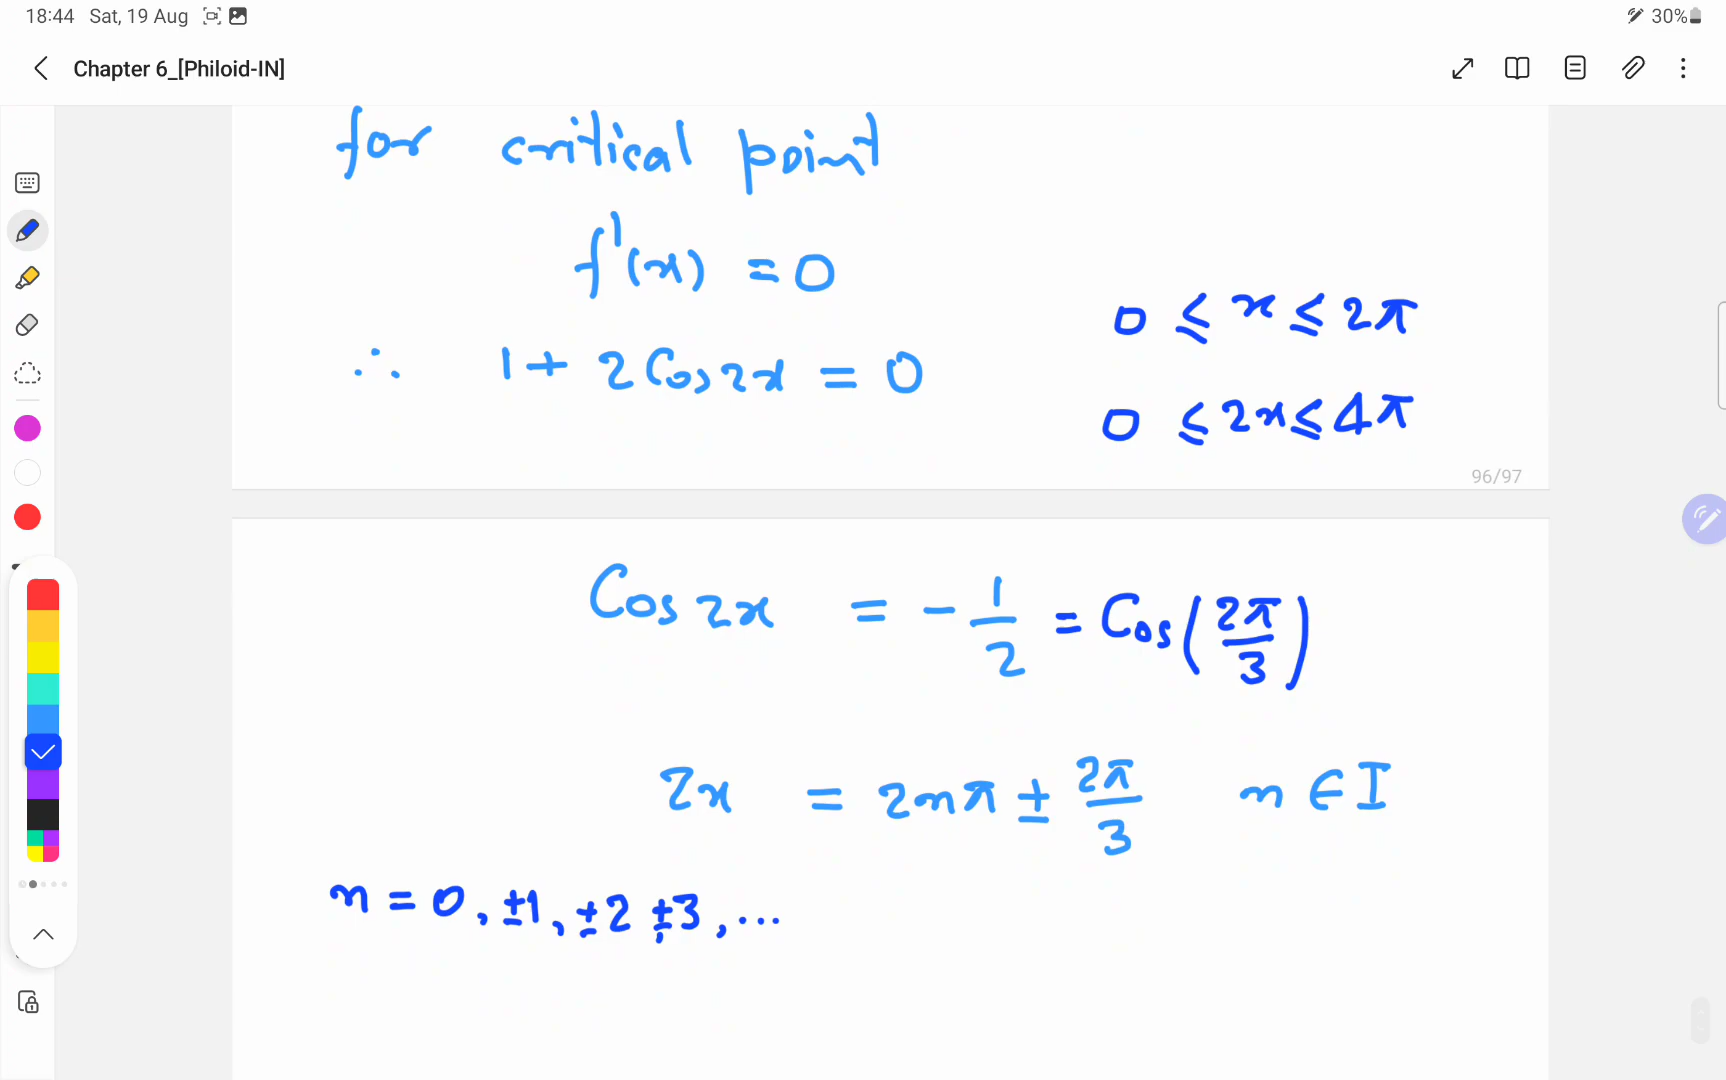 18:44 Sat, 19 Aug 30%
Chapter 6_[Philoid-IN]
for critical point
f'(x) = 0
0 ≤ x ≤ 2π
∴ 1 + 2 Cos 2x = 0
0 ≤ 2x ≤ 4π
96/97
Cos 2x = - 1/2 = Cos (2π/3)
2x = 2nπ ± 2π/3 n ∈ I
n = 0, ±1, ±2 ±3, ...